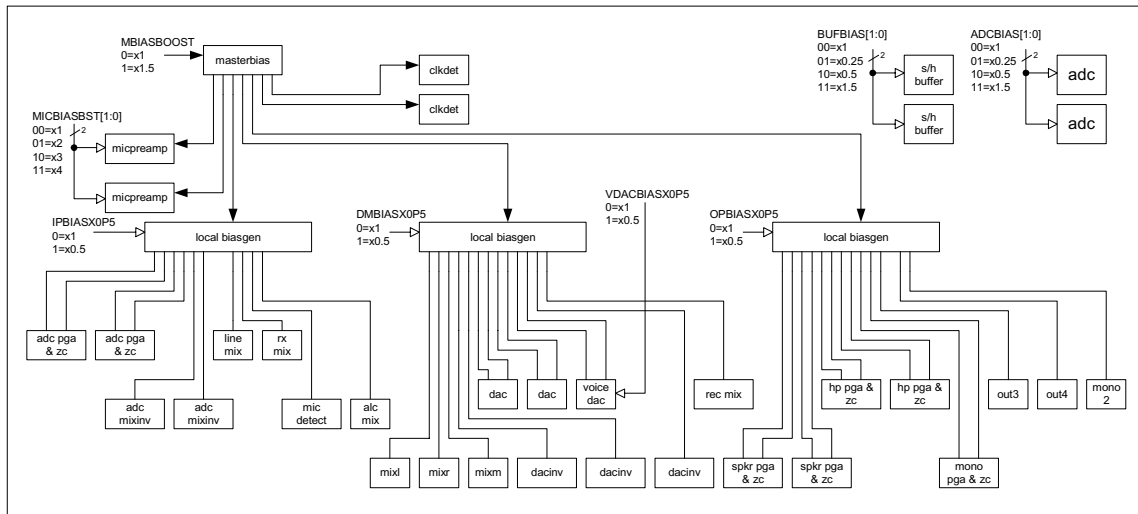 MBIASBOOST
0=x1
1=x1.5
masterbias
clkdet
clkdet
BUFBIAS[1:0]
00=x1
01=x0.25
10=x0.5
11=x1.5
2
s/h
buffer
s/h
buffer
ADCBIAS[1:0]
00=x1
01=x0.25
10=x0.5
11=x1.5
2
adc
adc
MICBIASBST[1:0]
00=x1
01=x2
10=x3
11=x4
2
micpreamp
micpreamp
IPBIASX0P5
0=x1
1=x0.5
local biasgen
DMBIASX0P5
0=x1
1=x0.5
local biasgen
VDACBIASX0P5
0=x1
1=x0.5
OPBIASX0P5
0=x1
1=x0.5
local biasgen
adc pga
& zc
adc pga
& zc
line
mix
rx
mix
adc
mixinv
adc
mixinv
mic
detect
alc
mix
dac
dac
voice
dac
rec mix
mixl
mixr
mixm
dacinv
dacinv
dacinv
hp pga &
zc
hp pga &
zc
out3
out4
mono
2
spkr pga
& zc
spkr pga
& zc
mono
pga & zc